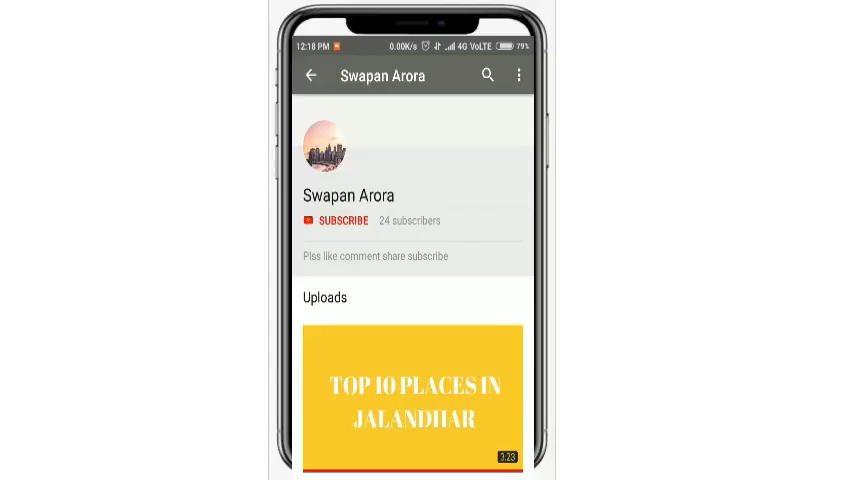 12:18 PM 0.00K/s 4G VoLTE 79%
Swapan Arora
Swapan Arora
SUBSCRIBE 24 subscribers
Plss like comment share subscribe
Uploads
TOP 10 PLACES IN
JALANDHAR
3:23